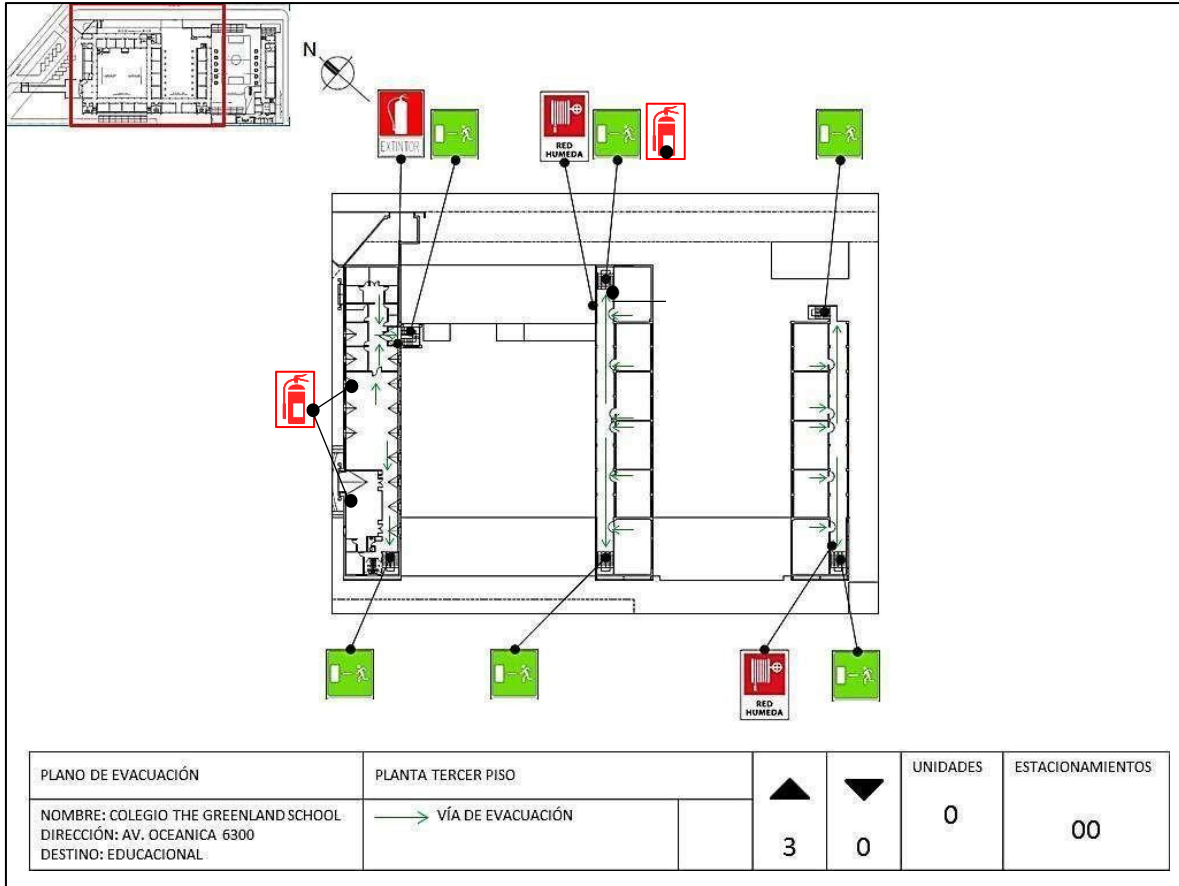 N
EXTINTOR
RED
HUMEDA
RED
HUMEDA
PLANO DE EVACUACIÓN
PLANTA TERCER PISO
UNIDADES
ESTACIONAMIENTOS
NOMBRE: COLEGIO THE GREENLAND SCHOOL
DIRECCIÓN: AV. OCEANICA 6300
DESTINO: EDUCACIONAL
VÍA DE EVACUACIÓN
3
0
0
00